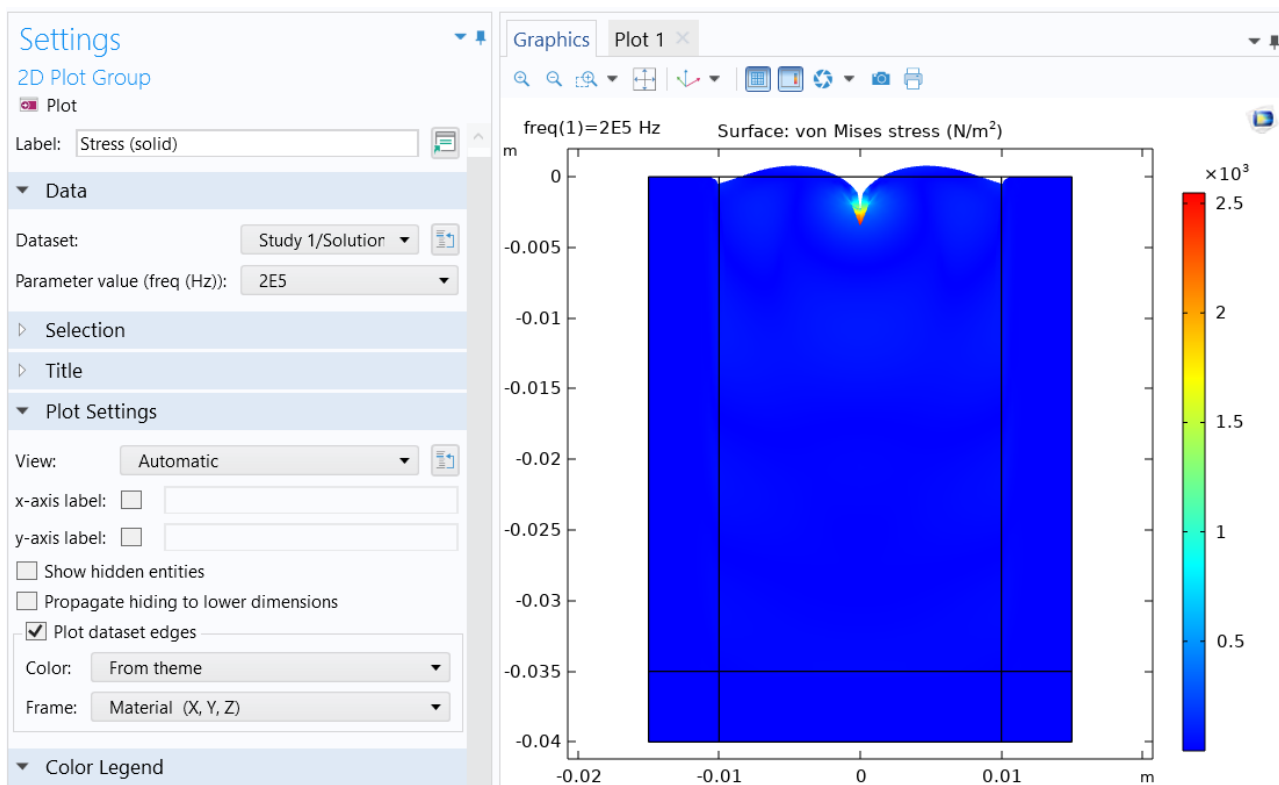 Settings
2D Plot Group
Plot
Label: Stress (solid)
Data
Dataset: Study 1/Solution
Parameter value (freq (Hz)): 2E5
Selection
Title
Plot Settings
View: Automatic
x-axis label:
y-axis label:
Show hidden entities
Propagate hiding to lower dimensions
Plot dataset edges
Color: From theme
Frame: Material  (X, Y, Z)
Color Legend
Graphics Plot 1
freq(1)=2E5 Hz Surface: von Mises stress (N/m²)
m
×10³
0
-0.005
-0.01
-0.015
-0.02
-0.025
-0.03
-0.035
-0.04
-0.02 -0.01 0 0.01 m
2.5
2
1.5
1
0.5